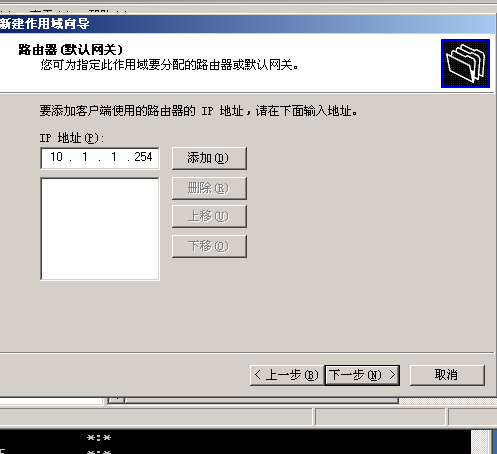 新建作用域向导
路由器(默认网关)
您可为指定此作用域要分配的路由器或默认网关。
要添加客户端使用的路由器的 IP 地址，请在下面输入地址。
IP 地址(P):
10 . 1 . 1 .254
添加(D)
删除(R)
上移(U)
下移(O)
< 上一步(B)
下一步(N) >
取消
*:*
*:*